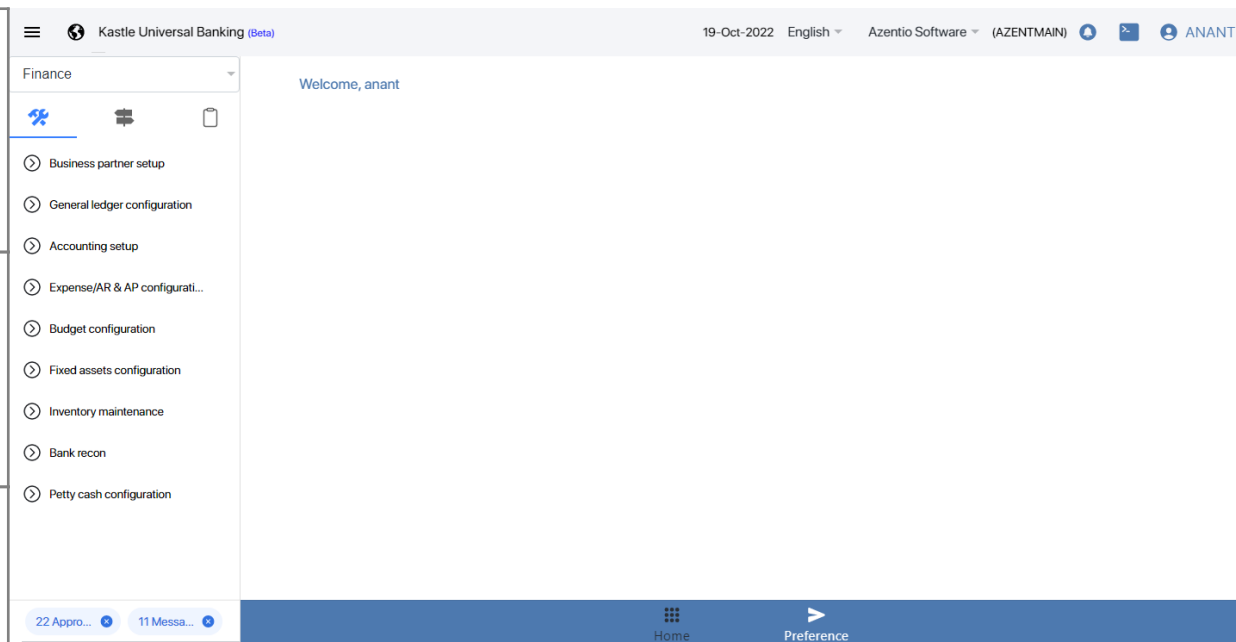 Kastle Universal Banking (Beta)
19-Oct-2022 English Azentio Software (AZENTMAIN) ANANT
Finance
Welcome, anant
Business partner setup
General ledger configuration
Accounting setup
Expense/AR & AP configurati...
Budget configuration
Fixed assets configuration
Inventory maintenance
Bank recon
Petty cash configuration
22 Appro... 11 Messa...
Home Preference